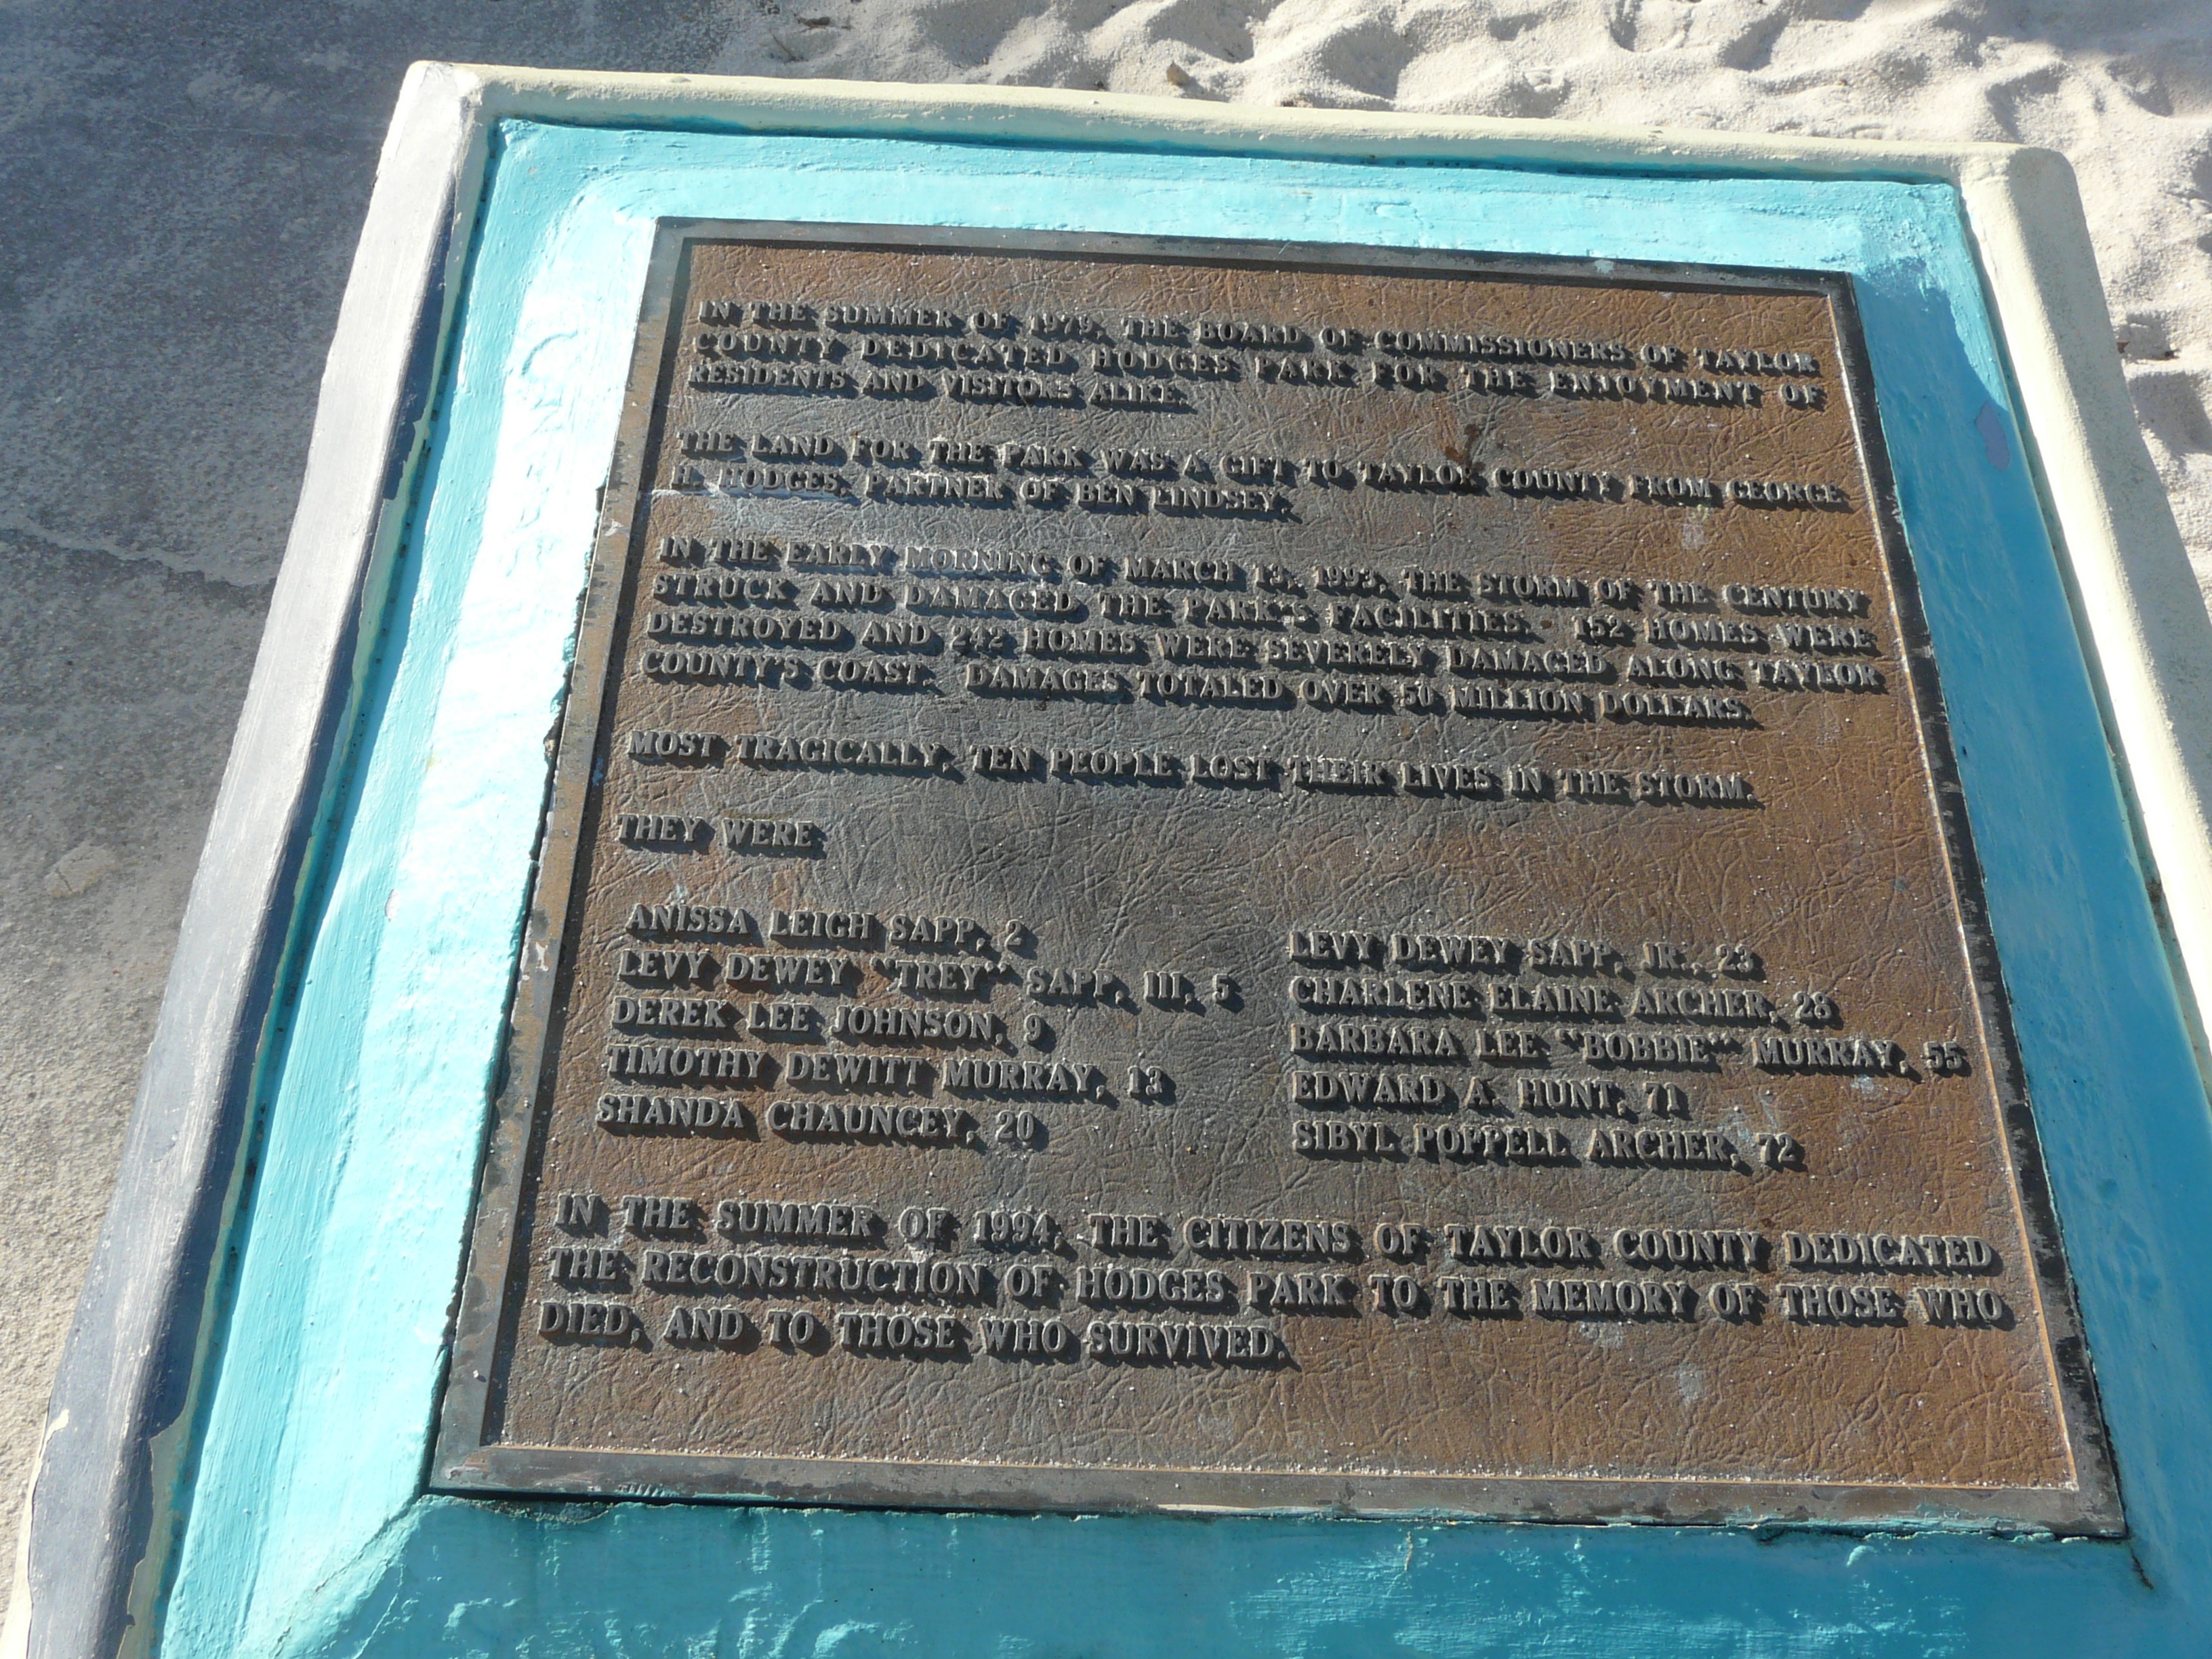 IN THE SUMMER OF 1979, THE BOARD OF COMMISSIONERS OF TAYLOR
COUNTY DEDICATED HODGES PARK FOR THE ENJOYMENT OF
RESIDENTS AND VISITORS ALIKE.
THE LAND FOR THE PARK WAS A GIFT TO TAYLOR COUNTY FROM GEORGE
H. HODGES, PARTNER OF BEN LINDSEY.
IN THE EARLY MORNING OF MARCH 13, 1993, THE STORM OF THE CENTURY
STRUCK AND DAMAGED THE PARK'S FACILITIES. 152 HOMES WERE
DESTROYED AND 242 HOMES WERE SEVERELY DAMAGED ALONG TAYLOR
COUNTY'S COAST. DAMAGES TOTALED OVER 50 MILLION DOLLARS.
MOST TRAGICALLY, TEN PEOPLE LOST THEIR LIVES IN THE STORM.
THEY WERE:
ANISSA LEIGH SAPP, 2
LEVY DEWEY "TREY" SAPP, III, 5
DEREK LEE JOHNSON, 9
TIMOTHY DEWITT MURRAY, 13
SHANDA CHAUNCEY, 20
LEVY DEWEY SAPP, JR., 23
CHARLENE ELAINE ARCHER, 28
BARBARA LEE "BOBBIE" MURRAY, 55
EDWARD A. HUNT, 71
SIBYL POPPELL ARCHER, 72
IN THE SUMMER OF 1994, THE CITIZENS OF TAYLOR COUNTY DEDICATED
THE RECONSTRUCTION OF HODGES PARK TO THE MEMORY OF THOSE WHO
DIED, AND TO THOSE WHO SURVIVED.